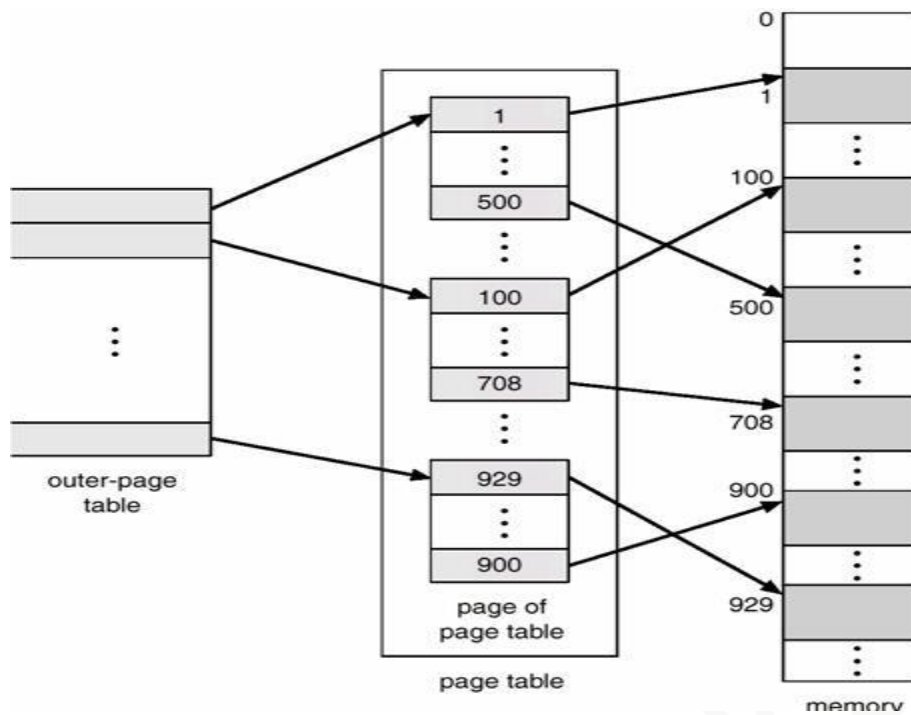 outer-page
table
1
500
100
708
929
900
page of
page table
page table
0
1
100
500
708
900
929
memory